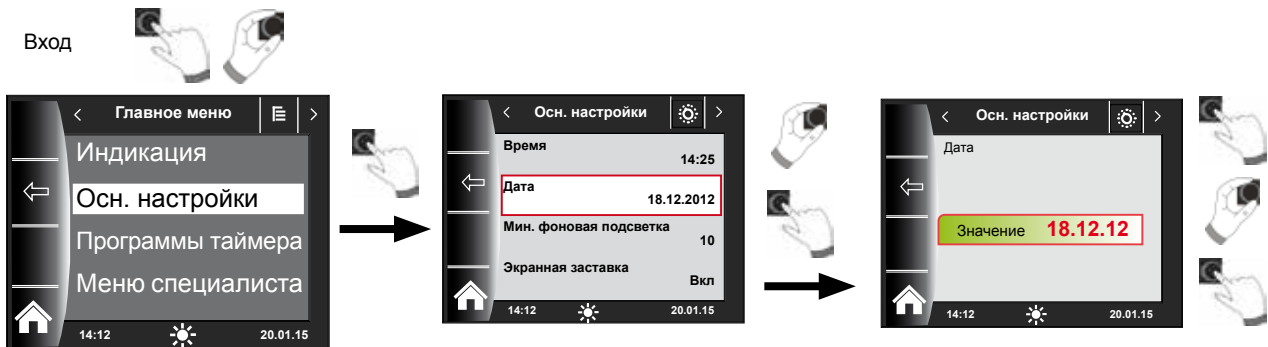 Вход
Главное меню
Индикация
Осн. настройки
Программы таймера
Меню специалиста
14:12
20.01.15
Осн. настройки
Время
14:25
Дата
18.12.2012
Мин. фоновая подсветка
10
Экранная заставка
Вкл
14:12
20.01.15
Осн. настройки
Дата
Значение 18.12.12
14:12
20.01.15